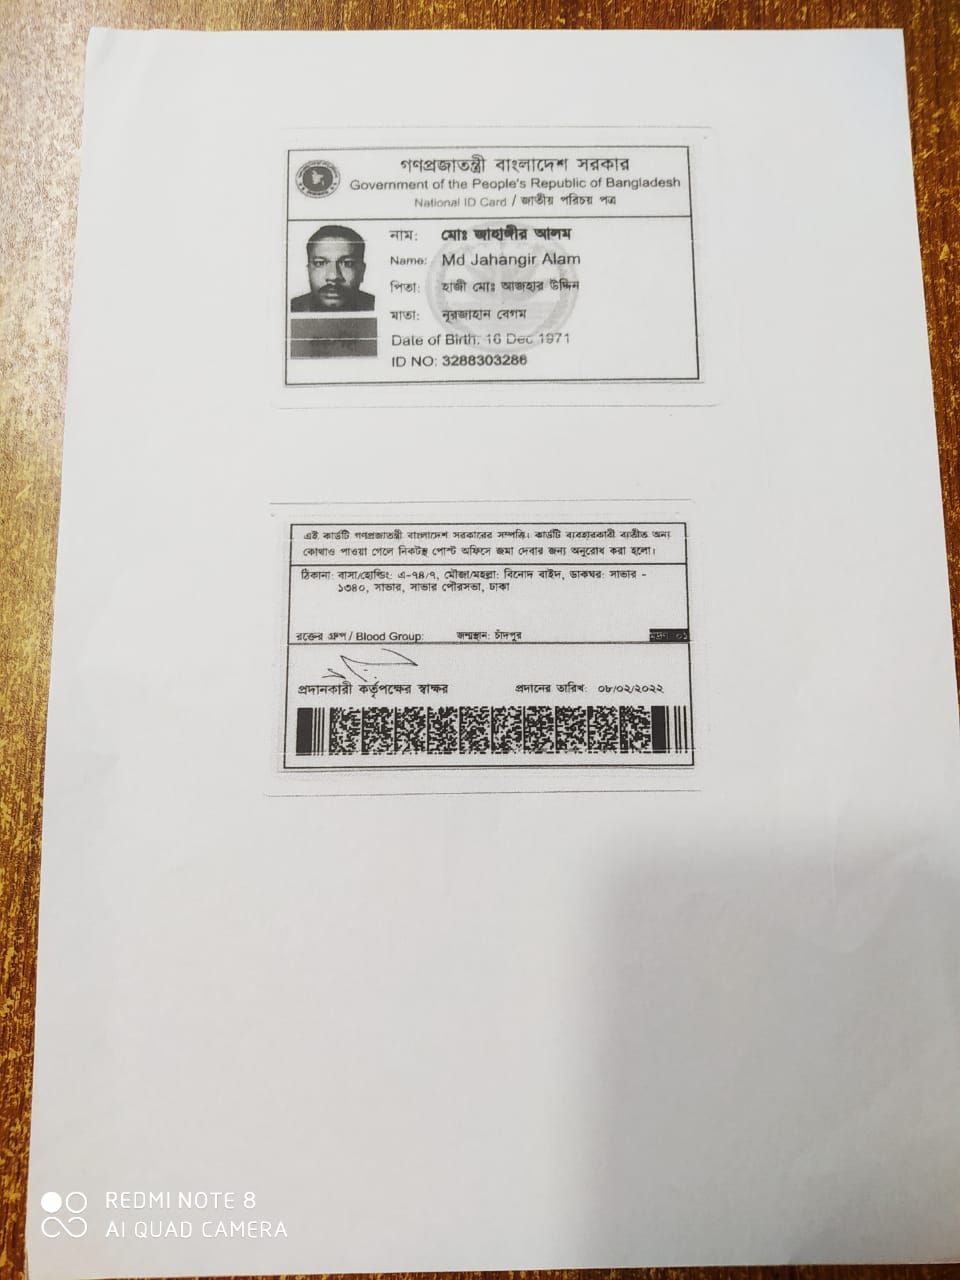 গণপ্রজাতন্ত্রী বাংলাদেশ সরকার
Government of the People's Republic of Bangladesh
National ID Card / জাতীয় পরিচয় পত্র
নাম: মোঃ জাহাঙ্গীর আলম
Name: Md Jahangir Alam
পিতা: হাজী মোঃ আজহার উদ্দিন
মাতা: নূরজাহান বেগম
Date of Birth: 16 Dec 1971
ID NO: 3288303286
এই কার্ডটি গণপ্রজাতন্ত্রী বাংলাদেশ সরকারের সম্পত্তি। কার্ডটি ব্যবহারকারী ব্যতীত অন্য
কোথাও পাওয়া গেলে নিকটস্থ পোস্ট অফিসে জমা দেবার জন্য অনুরোধ করা হলো।
ঠিকানা: বাসা/হোল্ডিং: এ-৭৪/৭, মৌজা/মহল্লা: বিনোদ বাইদ, ডাকঘর: সাভার -
১৩৪০, সাভার, সাভার পৌরসভা, ঢাকা
রক্তের গ্রুপ / Blood Group: জন্মস্থান: চাঁদপুর মুদ্রণ: ০১
প্রদানকারী কর্তৃপক্ষের স্বাক্ষর প্রদানের তারিখ: ০৮/০২/২০২২
REDMI NOTE 8
AI QUAD CAMERA